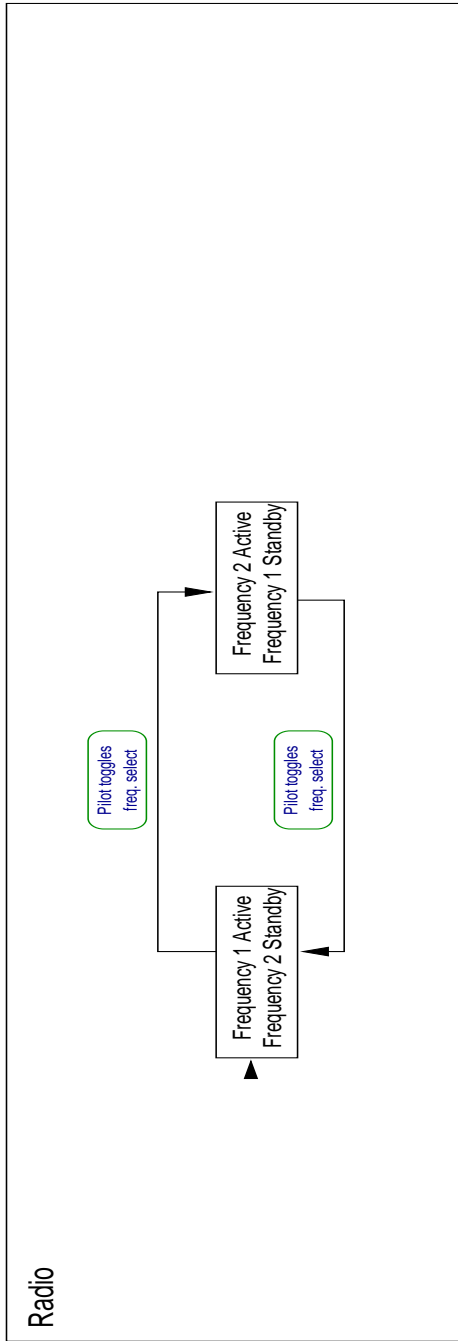 Radio
Pilot toggles
freq. select
Frequency 1 Active
Frequency 2 Standby
Frequency 2 Active
Frequency 1 Standby
Pilot toggles
freq. select